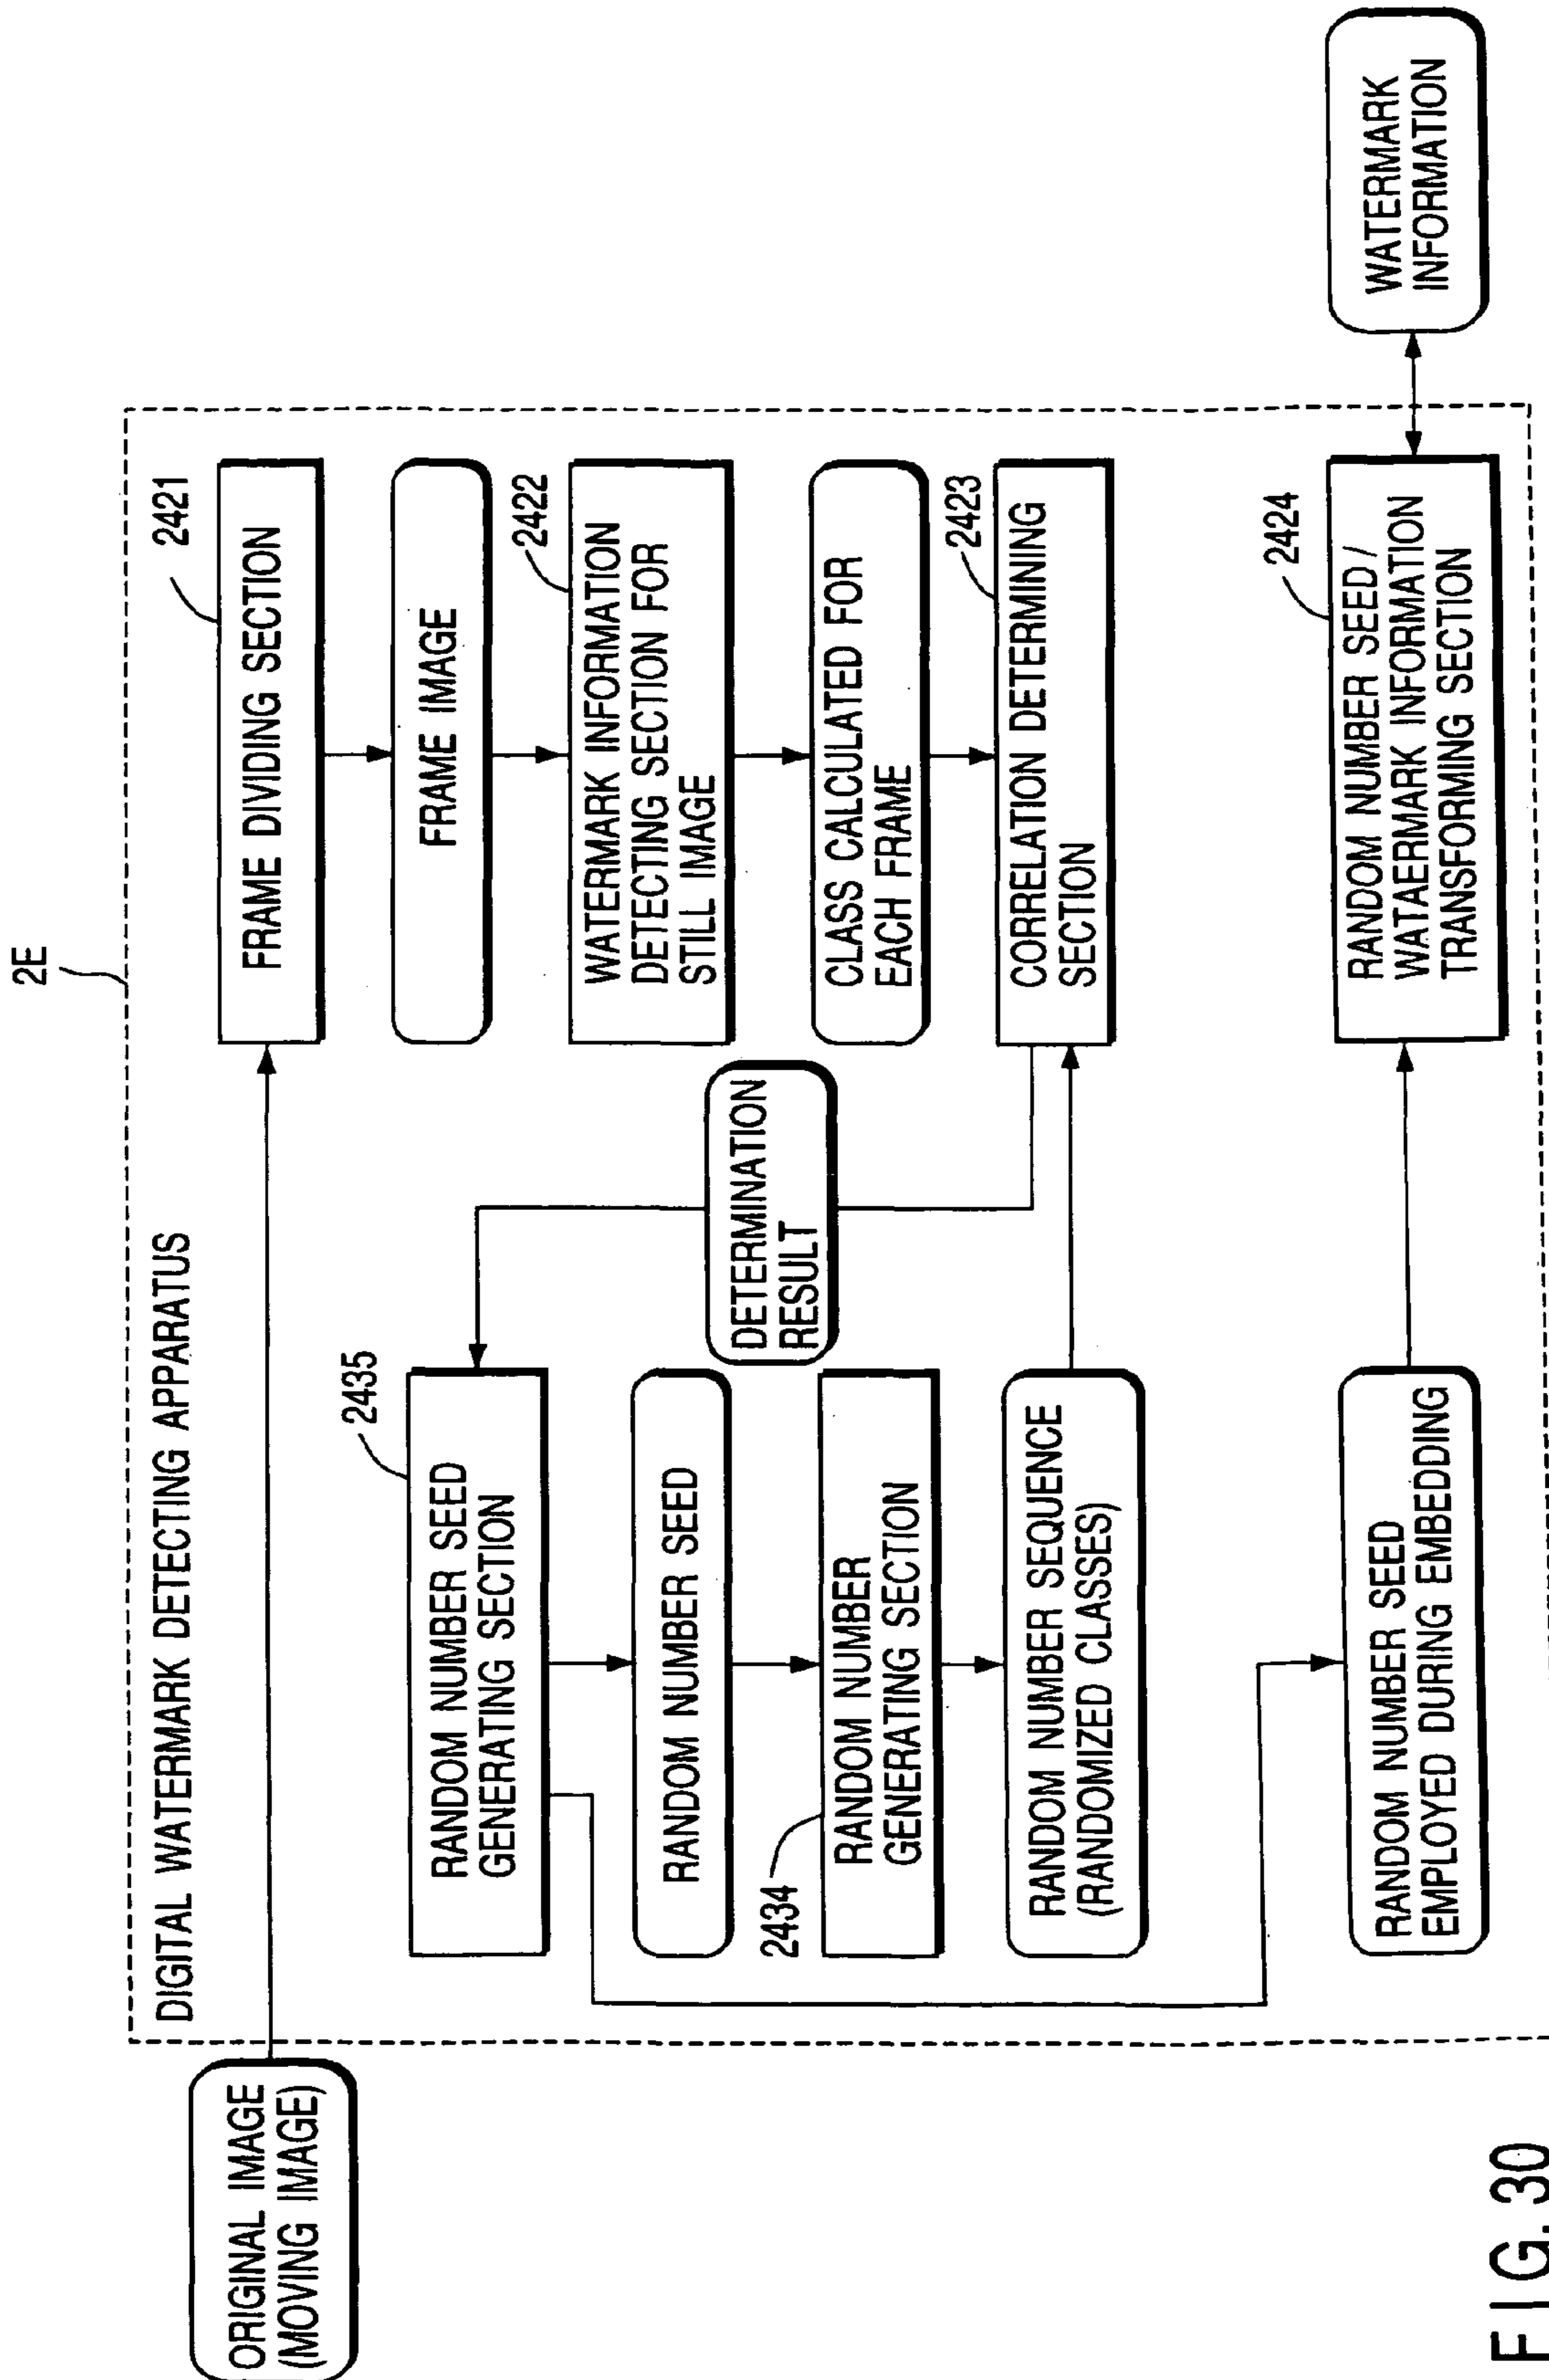 2E
DIGITAL WATERMARK DETECTING APPARATUS
ORIGINAL IMAGE
(MOVING IMAGE)
2421
FRAME DIVIDING SECTION
FRAME IMAGE
2422
WATERMARK INFORMATION
DETECTING SECTION FOR
STILL IMAGE
CLASS CALCULATED FOR
EACH FRAME
2423
CORRELATION DETERMINING
SECTION
DETERMINATION
RESULT
2435
RANDOM NUMBER SEED
GENERATING SECTION
RANDOM NUMBER SEED
2434
RANDOM NUMBER
GENERATING SECTION
RANDOM NUMBER SEQUENCE
(RANDOMIZED CLASSES)
RANDOM NUMBER SEED
EMPLOYED DURING EMBEDDING
2424
RANDOM NUMBER SEED /
WATAERMARK INFORMATION
TRANSFORMING SECTION
WATERMARK
INFORMATION
FIG. 30